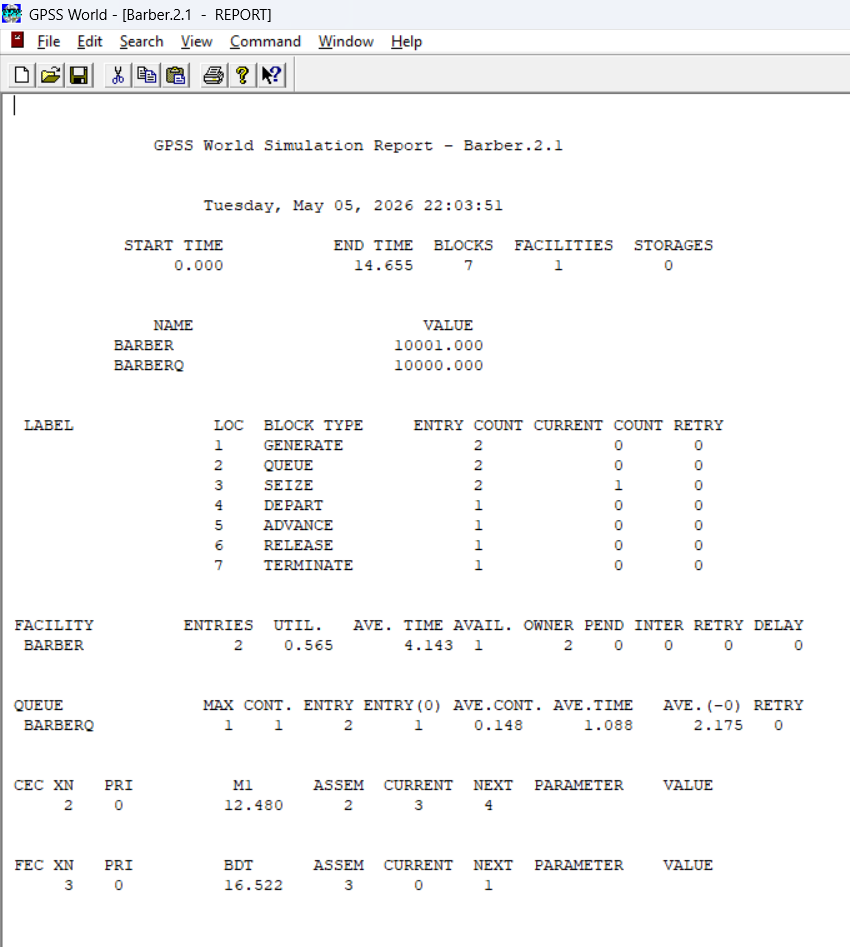 GPSS World - [Barber.2.1 - REPORT]
File Edit Search View Command Window Help
GPSS World Simulation Report - Barber.2.1
Tuesday, May 05, 2026 22:03:51
START TIME END TIME BLOCKS FACILITIES STORAGES
0.000 14.655 7 1 0
NAME VALUE
BARBER 10001.000
BARBERQ 10000.000
LABEL LOC BLOCK TYPE ENTRY COUNT CURRENT COUNT RETRY
1 GENERATE 2 0 0
2 QUEUE 2 0 0
3 SEIZE 2 1 0
4 DEPART 1 0 0
5 ADVANCE 1 0 0
6 RELEASE 1 0 0
7 TERMINATE 1 0 0
FACILITY ENTRIES UTIL. AVE. TIME AVAIL. OWNER PEND INTER RETRY DELAY
BARBER 2 0.565 4.143 1 2 0 0 0 0
QUEUE MAX CONT. ENTRY ENTRY(0) AVE.CONT. AVE.TIME AVE.(-0) RETRY
BARBERQ 1 1 2 1 0.148 1.088 2.175 0
CEC XN PRI M1 ASSEM CURRENT NEXT PARAMETER VALUE
2 0 12.480 2 3 4
FEC XN PRI BDT ASSEM CURRENT NEXT PARAMETER VALUE
3 0 16.522 3 0 1